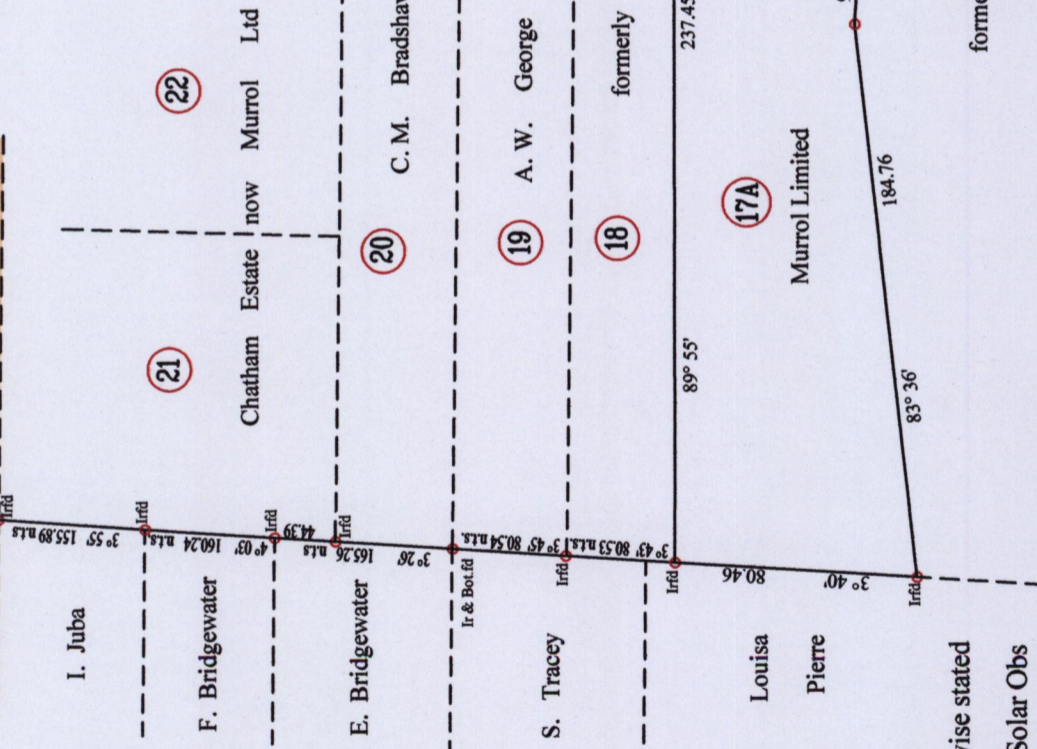 22
21
Chatham Estate now Murrol Ltd
20
C. M. Bradshaw
19
A. W. George
18
formerly
237.45
89° 55'
17A
Murrol Limited
184.76
83° 36'
forme
Irfd
3° 55' 155.89 n.t.s
Irfd
4° 03' 160.24 n.t.s
Irfd
44.39
Irfd
3° 26' 165.26 n.t.s
Ir & Bot.fd
3° 45' 80.54 n.t.s
Irfd
3° 43' 80.53 n.t.s
Irfd
3° 40' 80.46
Irfd
I. Juba
F. Bridgewater
E. Bridgewater
S. Tracey
Louisa
Pierre
vise stated
Solar Obs